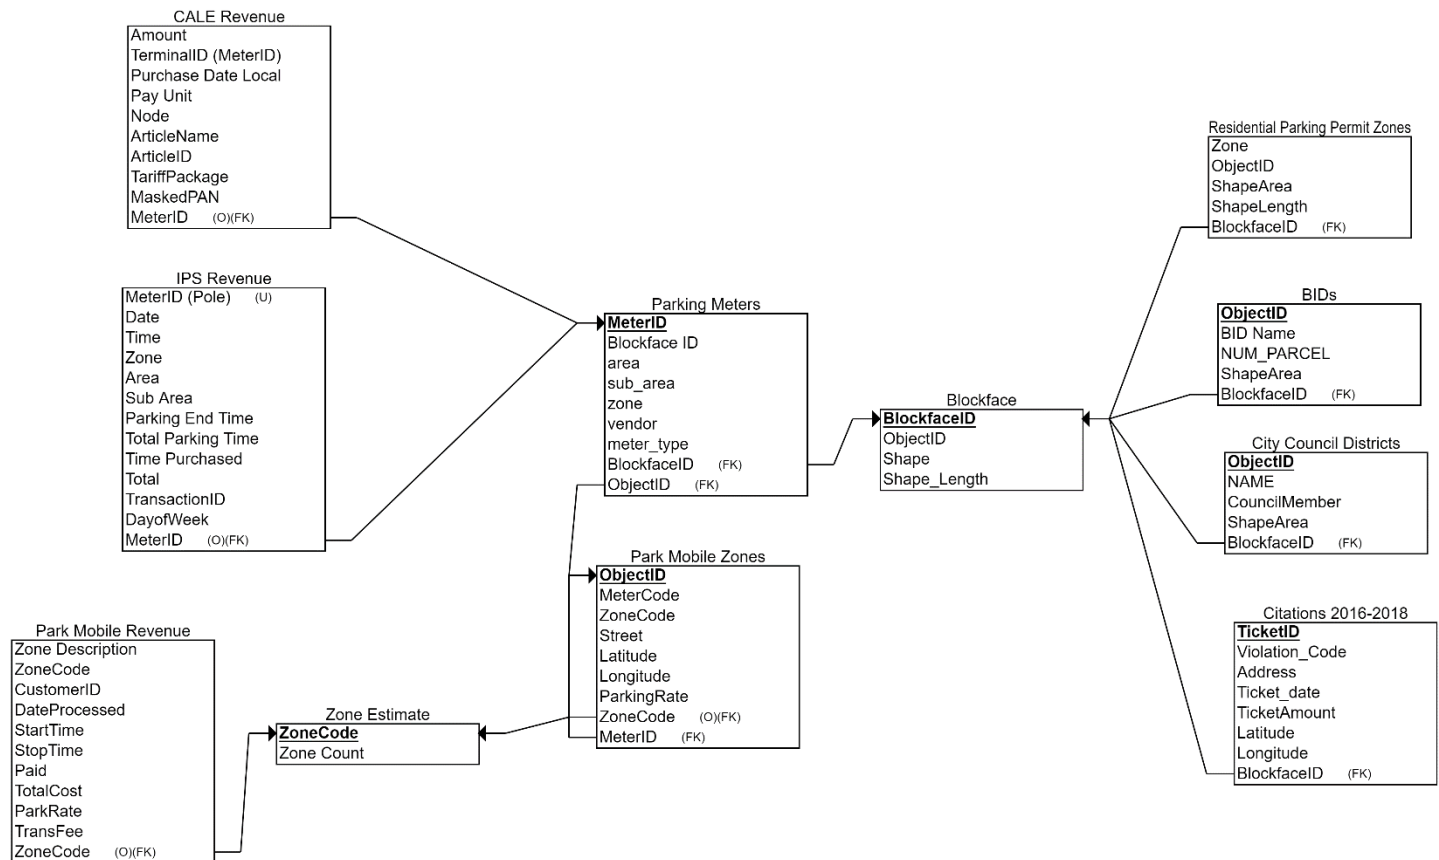 CALE Revenue
Amount
TerminalID (MeterID)
Purchase Date Local
Pay Unit
Node
ArticleName
ArticleID
TariffPackage
MaskedPAN
MeterID (O)(FK)
IPS Revenue
MeterID (Pole) (U)
Date
Time
Zone
Area
Sub Area
Parking End Time
Total Parking Time
Time Purchased
Total
TransactionID
DayofWeek
MeterID (O)(FK)
Park Mobile Revenue
Zone Description
ZoneCode
CustomerID
DateProcessed
StartTime
StopTime
Paid
TotalCost
ParkRate
TransFee
ZoneCode (O)(FK)
Zone Estimate
ZoneCode
Zone Count
Parking Meters
MeterID
Blockface ID
area
sub_area
zone
vendor
meter_type
BlockfaceID (FK)
ObjectID (FK)
Park Mobile Zones
ObjectID
MeterCode
ZoneCode
Street
Latitude
Longitude
ParkingRate
ZoneCode (O)(FK)
MeterID (FK)
Blockface
BlockfaceID
ObjectID
Shape
Shape_Length
Residential Parking Permit Zones
Zone
ObjectID
ShapeArea
ShapeLength
BlockfaceID (FK)
BIDs
ObjectID
BID Name
NUM_PARCEL
ShapeArea
BlockfaceID (FK)
City Council Districts
ObjectID
NAME
CouncilMember
ShapeArea
BlockfaceID (FK)
Citations 2016-2018
TicketID
Violation_Code
Address
Ticket_date
TicketAmount
Latitude
Longitude
BlockfaceID (FK)